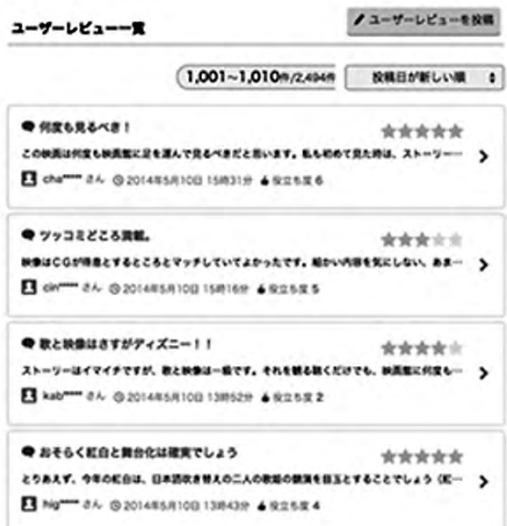 ユーザーレビュー一覧
ユーザーレビューを投稿
1,001～1,010件/2,494件
投稿日が新しい順
何度も見るべき！
この映画は何度も映画館に足を運んで見るべきだと思います。私も初めて見た時は、ストーリー…
cha***** さん 2014年5月10日 15時31分 役立ち度 6
ツッコミどころ満載。
映像はCGが得意とするところとマッチしていてよかったです。細かい内容を気にしない、あま…
cin***** さん 2014年5月10日 15時16分 役立ち度 5
歌と映像はさすがディズニー！！
ストーリーはイマイチですが、歌と映像は一級です。それを観る聴くだけでも、映画館に何度も…
kab***** さん 2014年5月10日 13時52分 役立ち度 2
おそらく紅白と舞台化は確実でしょう
とりあえず、今年の紅白は、日本語吹き替えの二人の歌姫の競演を目玉とすることでしょう（紅…
hig***** さん 2014年5月10日 13時43分 役立ち度 4